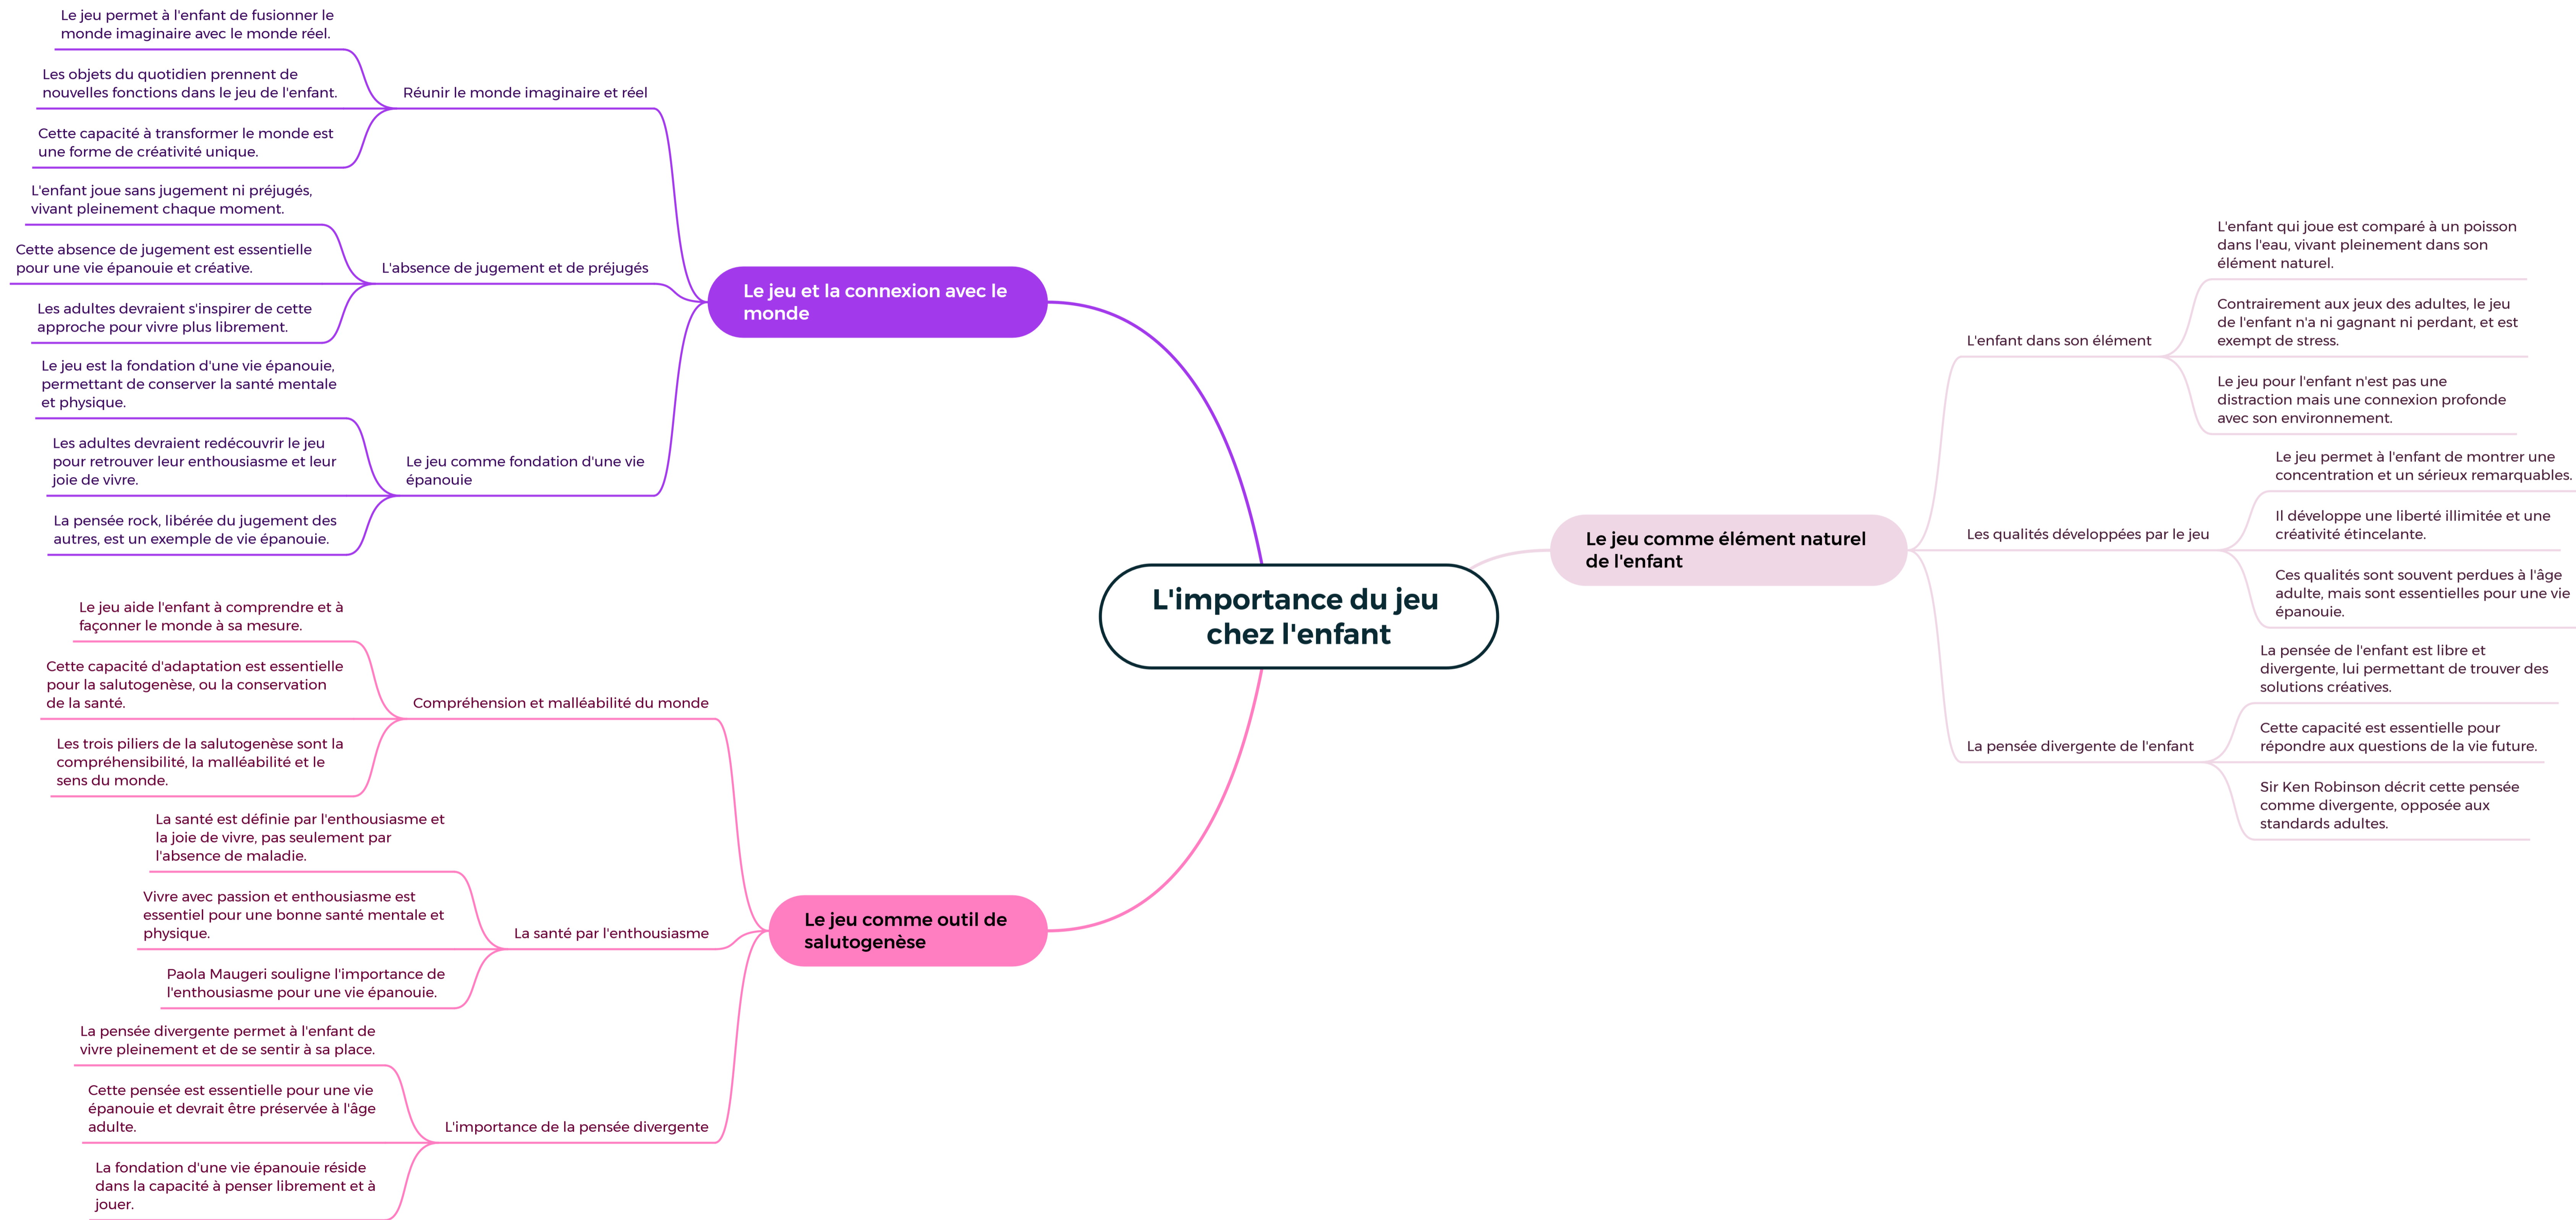 L'importance du jeu
chez l'enfant
Le jeu et la connexion avec le
monde
Réunir le monde imaginaire et réel
Le jeu permet à l'enfant de fusionner le
monde imaginaire avec le monde réel.
Les objets du quotidien prennent de
nouvelles fonctions dans le jeu de l'enfant.
Cette capacité à transformer le monde est
une forme de créativité unique.
L'absence de jugement et de préjugés
L'enfant joue sans jugement ni préjugés,
vivant pleinement chaque moment.
Cette absence de jugement est essentielle
pour une vie épanouie et créative.
Les adultes devraient s'inspirer de cette
approche pour vivre plus librement.
Le jeu comme fondation d'une vie
épanouie
Le jeu est la fondation d'une vie épanouie,
permettant de conserver la santé mentale
et physique.
Les adultes devraient redécouvrir le jeu
pour retrouver leur enthousiasme et leur
joie de vivre.
La pensée rock, libérée du jugement des
autres, est un exemple de vie épanouie.
Le jeu comme outil de
salutogenèse
Compréhension et malléabilité du monde
Le jeu aide l'enfant à comprendre et à
façonner le monde à sa mesure.
Cette capacité d'adaptation est essentielle
pour la salutogenèse, ou la conservation
de la santé.
Les trois piliers de la salutogenèse sont la
compréhensibilité, la malléabilité et le
sens du monde.
La santé par l'enthousiasme
La santé est définie par l'enthousiasme et
la joie de vivre, pas seulement par
l'absence de maladie.
Vivre avec passion et enthousiasme est
essentiel pour une bonne santé mentale et
physique.
Paola Maugeri souligne l'importance de
l'enthousiasme pour une vie épanouie.
L'importance de la pensée divergente
La pensée divergente permet à l'enfant de
vivre pleinement et de se sentir à sa place.
Cette pensée est essentielle pour une vie
épanouie et devrait être préservée à l'âge
adulte.
La fondation d'une vie épanouie réside
dans la capacité à penser librement et à
jouer.
Le jeu comme élément naturel
de l'enfant
L'enfant dans son élément
L'enfant qui joue est comparé à un poisson
dans l'eau, vivant pleinement dans son
élément naturel.
Contrairement aux jeux des adultes, le jeu
de l'enfant n'a ni gagnant ni perdant, et est
exempt de stress.
Le jeu pour l'enfant n'est pas une
distraction mais une connexion profonde
avec son environnement.
Les qualités développées par le jeu
Le jeu permet à l'enfant de montrer une
concentration et un sérieux remarquables.
Il développe une liberté illimitée et une
créativité étincelante.
Ces qualités sont souvent perdues à l'âge
adulte, mais sont essentielles pour une vie
épanouie.
La pensée divergente de l'enfant
La pensée de l'enfant est libre et
divergente, lui permettant de trouver des
solutions créatives.
Cette capacité est essentielle pour
répondre aux questions de la vie future.
Sir Ken Robinson décrit cette pensée
comme divergente, opposée aux
standards adultes.